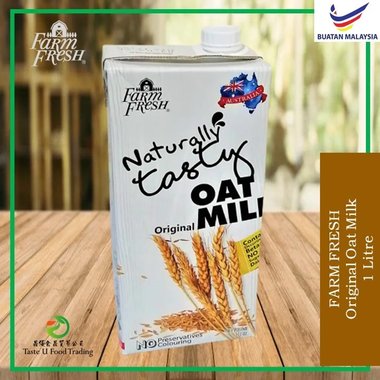 FARM
FRESH
BUATAN MALAYSIA
FARM
FRESH
AUSTRALIA
Naturally
tasty
OAT
Original MILK
NO Preservatives
Colouring
FARM FRESH
Original Oat Milk
1 Litre
Taste U Food Trading